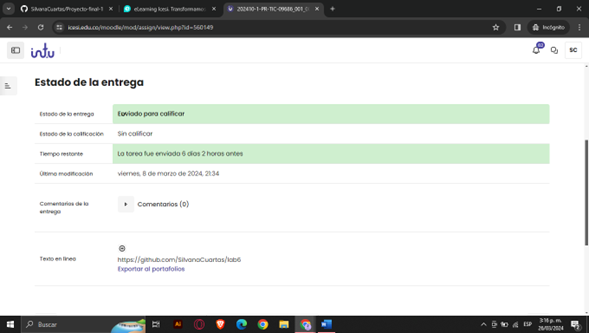 SilvanaCuartas/Proyecto-final-1
eLearning Icesi. Transformamos
202410-1-PR-TIC-09686_001_D
icesi.edu.co/moodle/mod/assign/view.php?id=560149
Incógnito
intu
SC
Estado de la entrega
Estado de la entrega
Enviado para calificar
Estado de la calificación
Sin calificar
Tiempo restante
La tarea fue enviada 6 días 2 horas antes
Última modificación
viernes, 8 de marzo de 2024, 21:34
Comentarios de la
entrega
Comentarios (0)
Texto en línea
https://github.com/SilvanaCuartas/lab6
Exportar al portafolios
Buscar
Ai
ESP
3:16 p. m.
26/03/2024